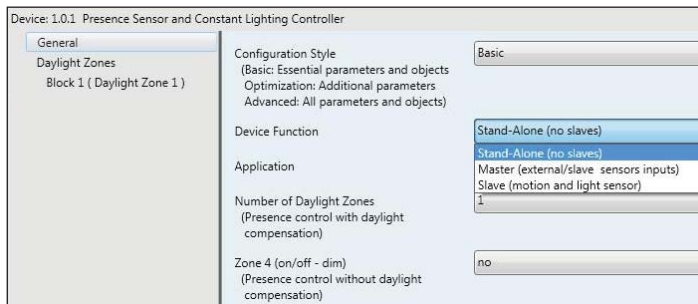 Device: 1.0.1 Presence Sensor and Constant Lighting Controller
General
Daylight Zones
Block 1 ( Daylight Zone 1 )
Configuration Style
(Basic: Essential parameters and objects
Optimization: Additional parameters
Advanced: All parameters and objects)
Basic
Device Function
Stand-Alone (no slaves)
Stand-Alone (no slaves)
Master (external/slave sensors inputs)
Slave (motion and light sensor)
Application
Number of Daylight Zones
(Presence control with daylight
compensation)
1
Zone 4 (on/off - dim)
(Presence control without daylight
compensation)
no